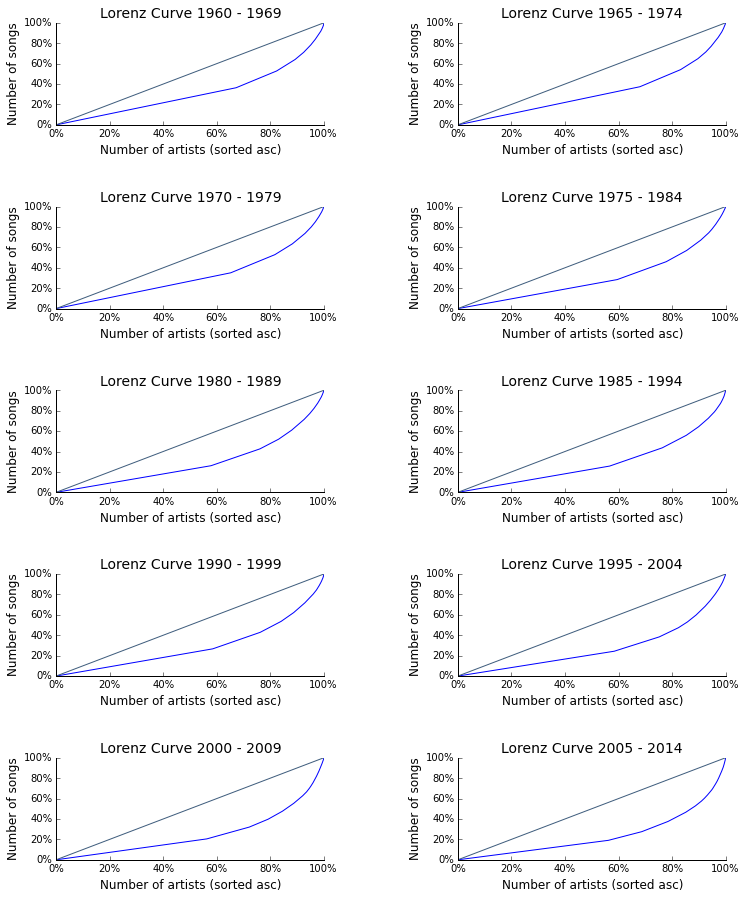 Lorenz Curve 1960 - 1969
100%
80%
60%
40%
20%
0%
Number of songs
0% 20% 40% 60% 80% 100%
Number of artists (sorted asc)
Lorenz Curve 1965 - 1974
100%
80%
60%
40%
20%
0%
Number of songs
0% 20% 40% 60% 80% 100%
Number of artists (sorted asc)
Lorenz Curve 1970 - 1979
100%
80%
60%
40%
20%
0%
Number of songs
0% 20% 40% 60% 80% 100%
Number of artists (sorted asc)
Lorenz Curve 1975 - 1984
100%
80%
60%
40%
20%
0%
Number of songs
0% 20% 40% 60% 80% 100%
Number of artists (sorted asc)
Lorenz Curve 1980 - 1989
100%
80%
60%
40%
20%
0%
Number of songs
0% 20% 40% 60% 80% 100%
Number of artists (sorted asc)
Lorenz Curve 1985 - 1994
100%
80%
60%
40%
20%
0%
Number of songs
0% 20% 40% 60% 80% 100%
Number of artists (sorted asc)
Lorenz Curve 1990 - 1999
100%
80%
60%
40%
20%
0%
Number of songs
0% 20% 40% 60% 80% 100%
Number of artists (sorted asc)
Lorenz Curve 1995 - 2004
100%
80%
60%
40%
20%
0%
Number of songs
0% 20% 40% 60% 80% 100%
Number of artists (sorted asc)
Lorenz Curve 2000 - 2009
100%
80%
60%
40%
20%
0%
Number of songs
0% 20% 40% 60% 80% 100%
Number of artists (sorted asc)
Lorenz Curve 2005 - 2014
100%
80%
60%
40%
20%
0%
Number of songs
0% 20% 40% 60% 80% 100%
Number of artists (sorted asc)